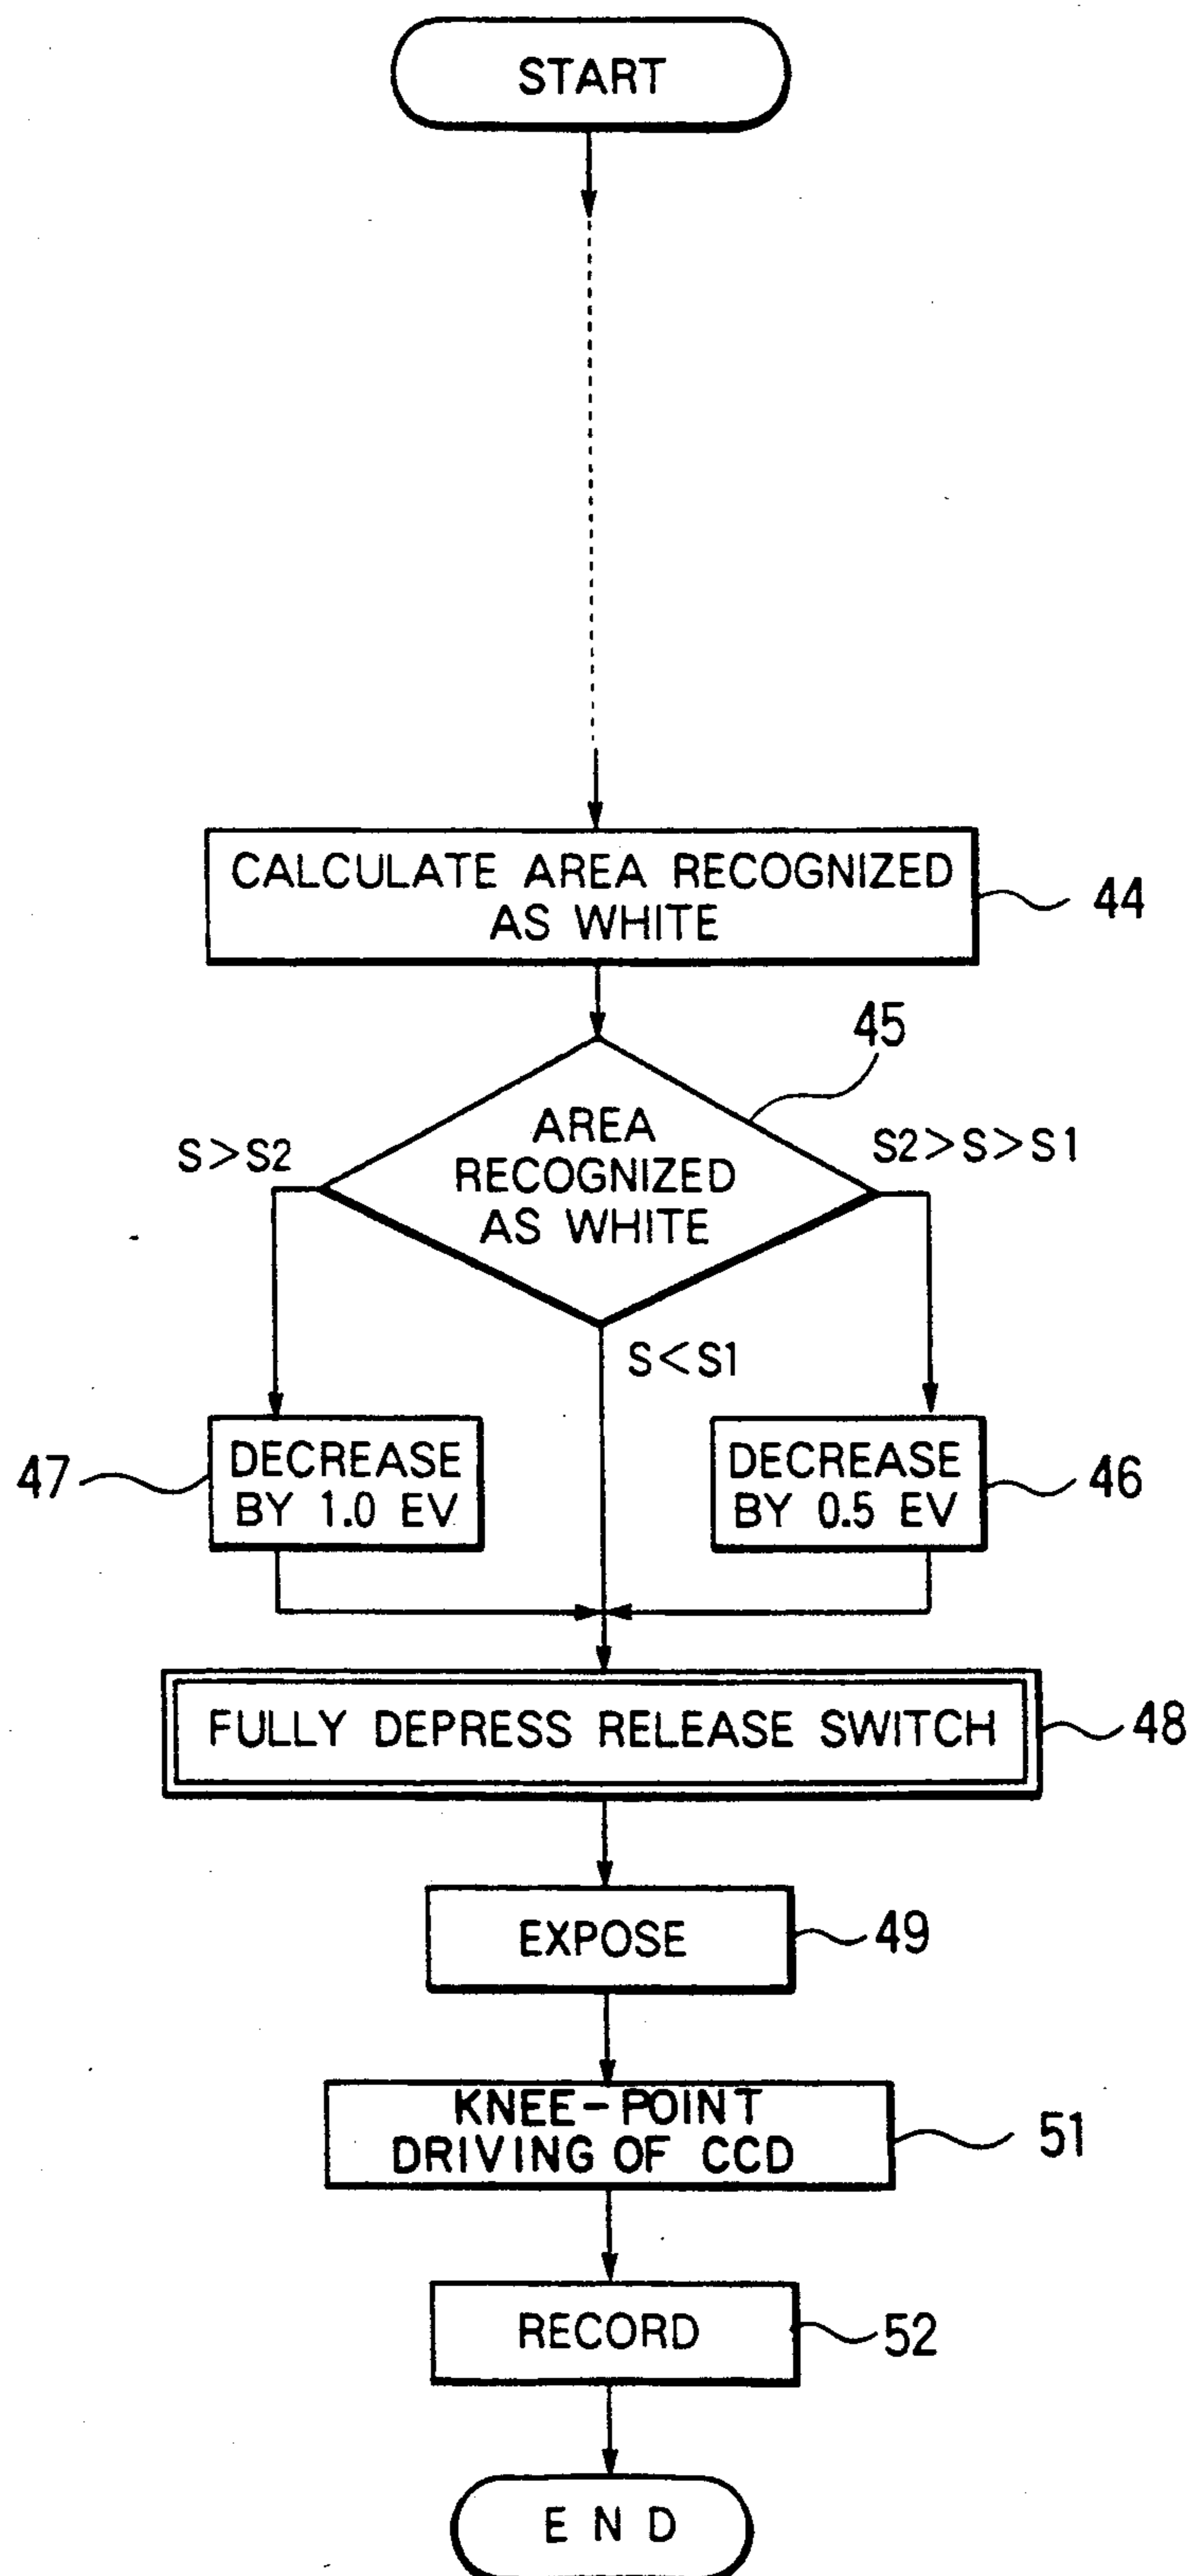 START
CALCULATE AREA RECOGNIZED
AS WHITE
44
45
AREA
RECOGNIZED
AS WHITE
S>S2
S2>S>S1
S<S1
47
DECREASE
BY 1.0 EV
DECREASE
BY 0.5 EV
46
FULLY DEPRESS RELEASE SWITCH
48
EXPOSE
49
KNEE-POINT
DRIVING OF CCD
51
RECORD
52
END